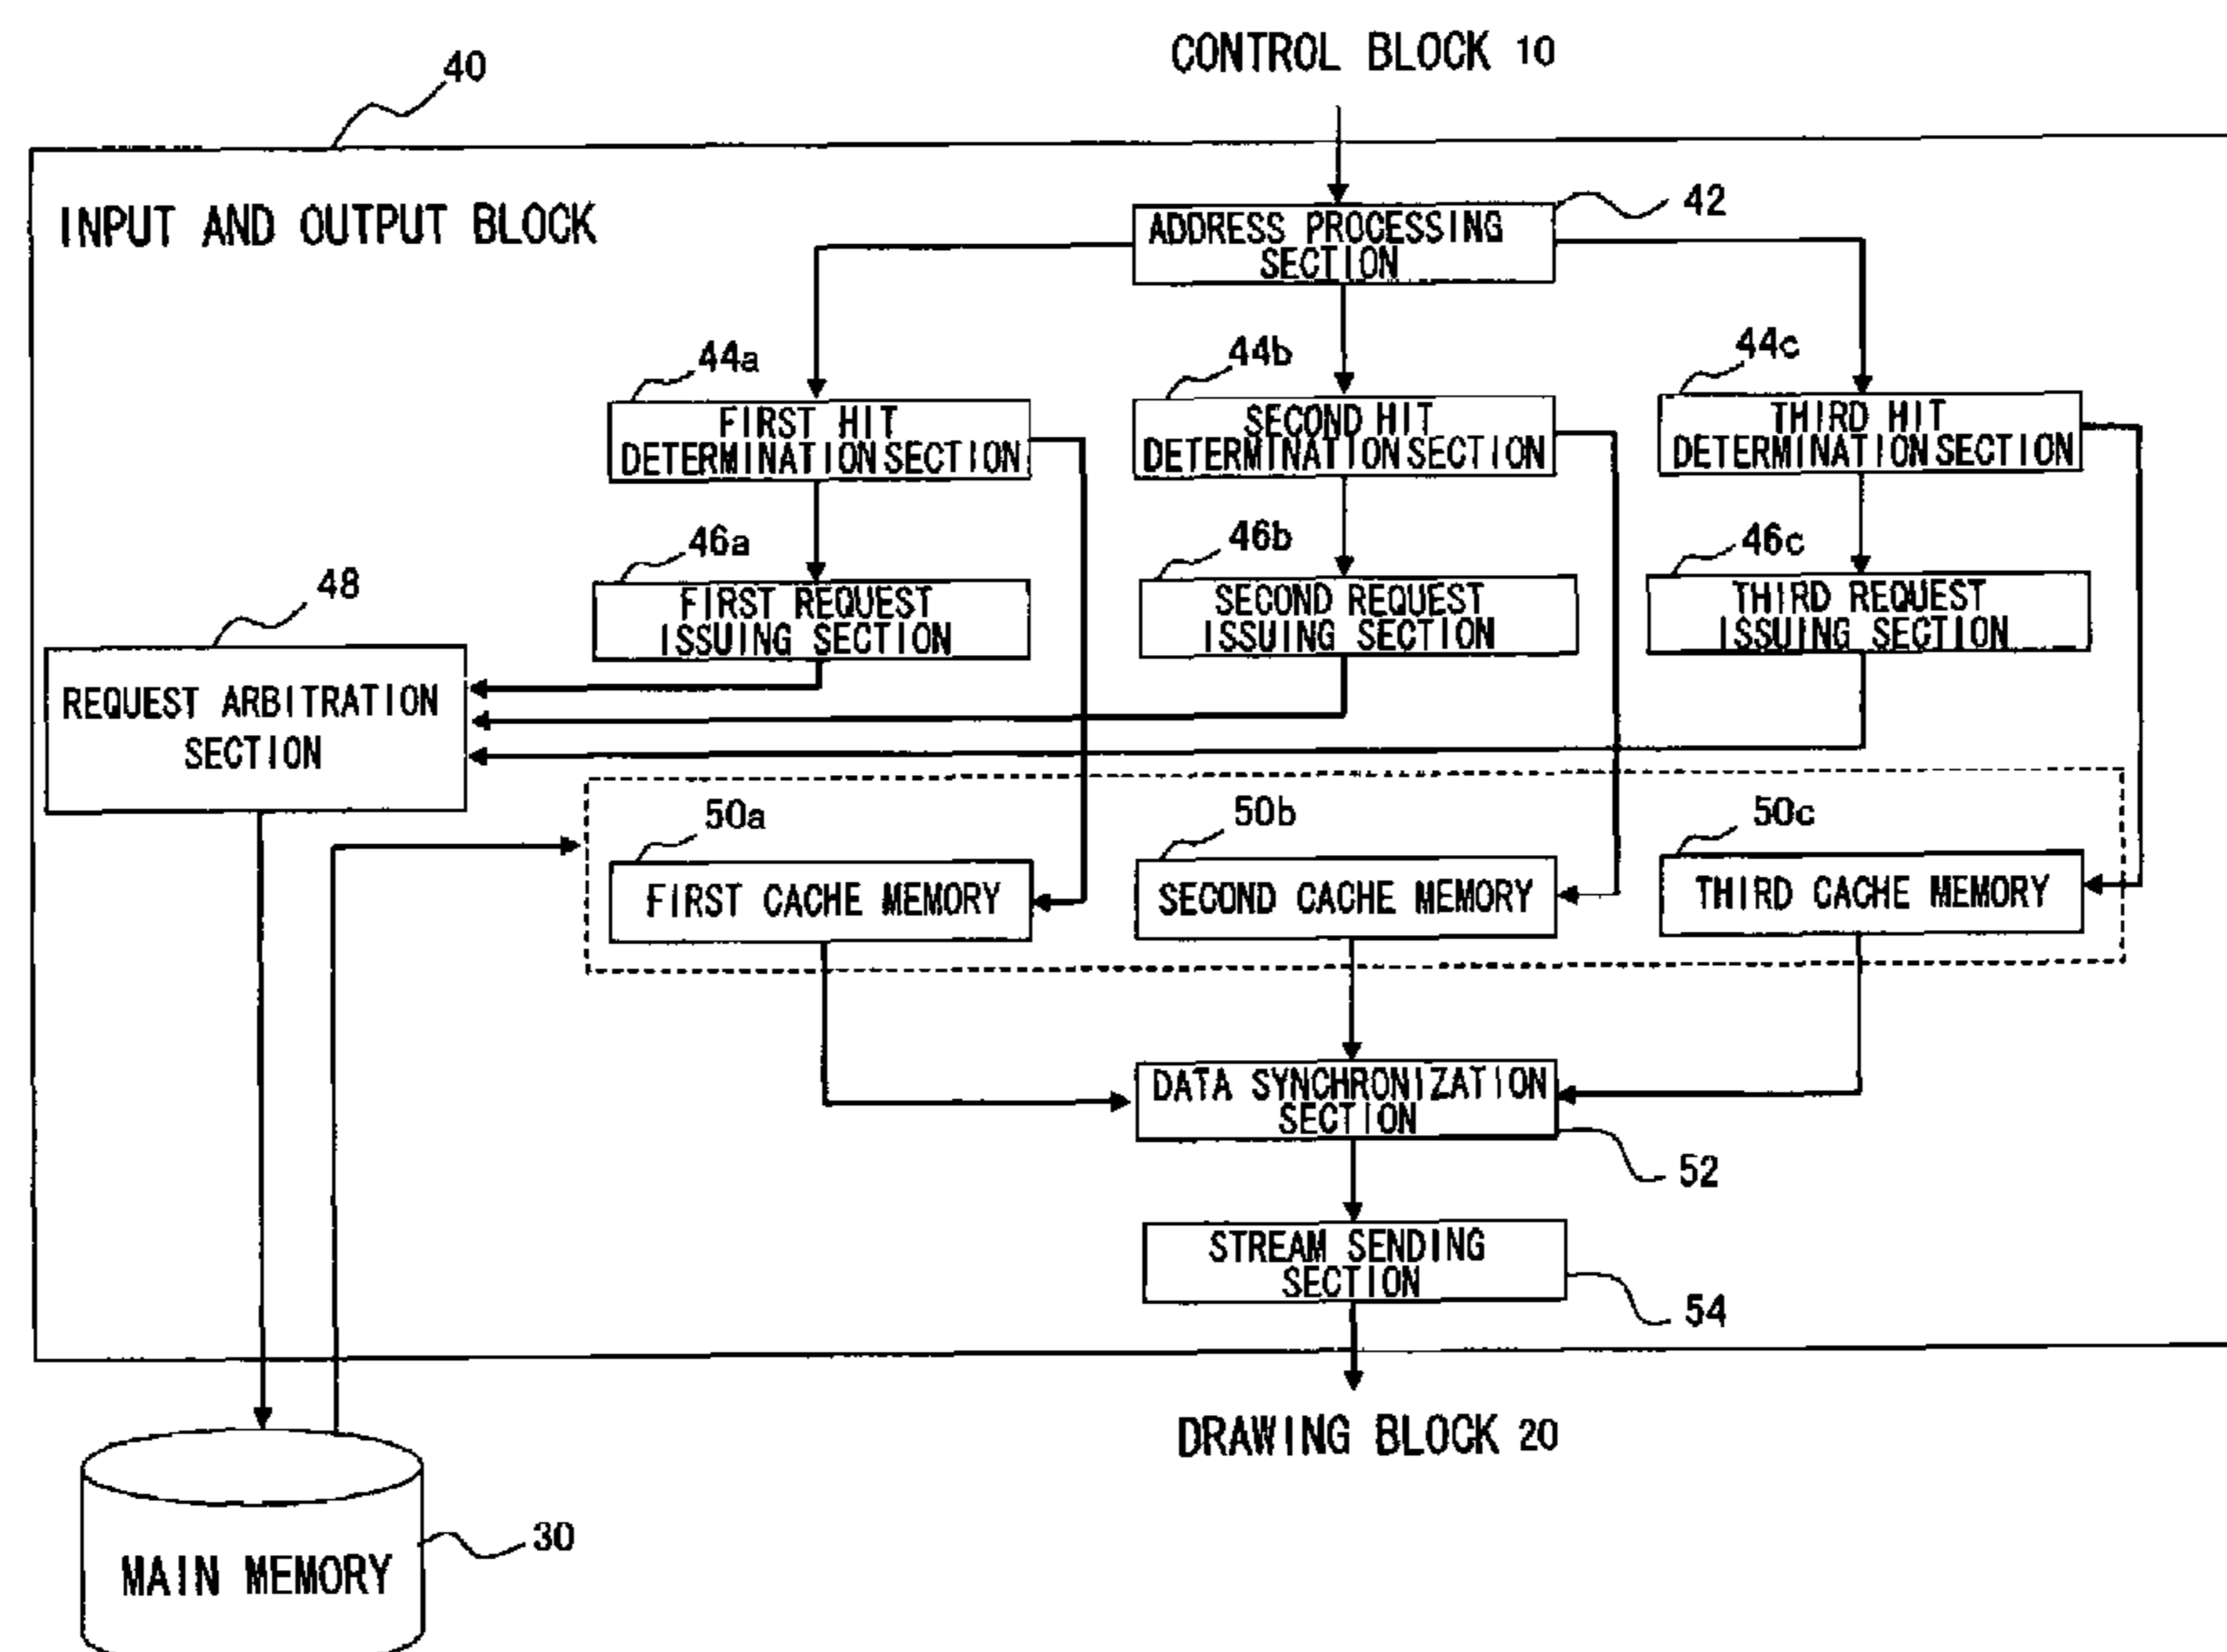 CONTROL BLOCK 10
40
INPUT AND OUTPUT BLOCK
ADDRESS PROCESSING
SECTION
42
44a
FIRST HIT
DETERMINATION SECTION
44b
SECOND HIT
DETERMINATION SECTION
44c
THIRD HIT
DETERMINATION SECTION
46a
FIRST REQUEST
ISSUING SECTION
46b
SECOND REQUEST
ISSUING SECTION
46c
THIRD REQUEST
ISSUING SECTION
48
REQUEST ARBITRATION
SECTION
50a
FIRST CACHE MEMORY
50b
SECOND CACHE MEMORY
50c
THIRD CACHE MEMORY
DATA SYNCHRONIZATION
SECTION
52
STREAM SENDING
SECTION
54
DRAWING BLOCK 20
30
MAIN MEMORY